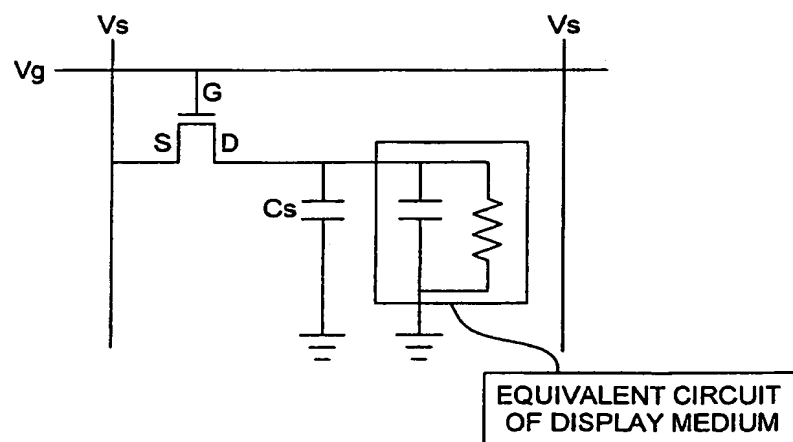 Vs
Vs
Vg
G
S
D
Cs
EQUIVALENT CIRCUIT
OF DISPLAY MEDIUM